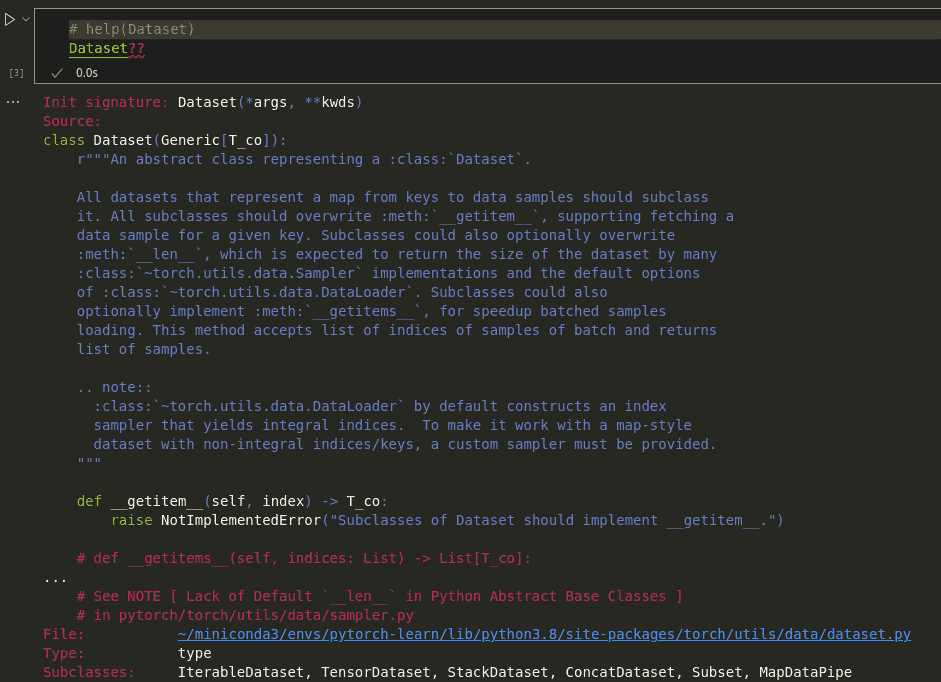 # help(Dataset)
Dataset??
[3]
0.0s
...
Init signature: Dataset(*args, **kwds)
Source:
class Dataset(Generic[T_co]):
    r"""An abstract class representing a :class:`Dataset`.

    All datasets that represent a map from keys to data samples should subclass
    it. All subclasses should overwrite :meth:`__getitem__`, supporting fetching a
    data sample for a given key. Subclasses could also optionally overwrite
    :meth:`__len__`, which is expected to return the size of the dataset by many
    :class:`~torch.utils.data.Sampler` implementations and the default options
    of :class:`~torch.utils.data.DataLoader`. Subclasses could also
    optionally implement :meth:`__getitems__`, for speedup batched samples
    loading. This method accepts list of indices of samples of batch and returns
    list of samples.

    .. note::
      :class:`~torch.utils.data.DataLoader` by default constructs an index
      sampler that yields integral indices.  To make it work with a map-style
      dataset with non-integral indices/keys, a custom sampler must be provided.
    """

    def __getitem__(self, index) -> T_co:
        raise NotImplementedError("Subclasses of Dataset should implement __getitem__.")

    # def __getitems__(self, indices: List) -> List[T_co]:
...
    # See NOTE [ Lack of Default `__len__` in Python Abstract Base Classes ]
    # in pytorch/torch/utils/data/sampler.py
File:           ~/miniconda3/envs/pytorch-learn/lib/python3.8/site-packages/torch/utils/data/dataset.py
Type:           type
Subclasses:     IterableDataset, TensorDataset, StackDataset, ConcatDataset, Subset, MapDataPipe